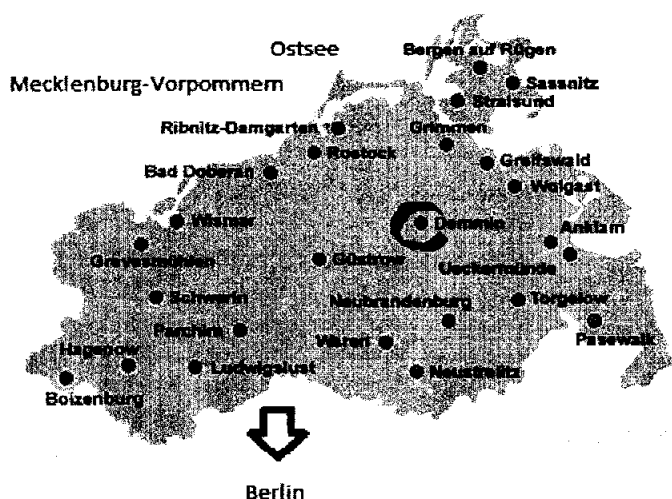 Ostsee
Bergen auf Rügen
Mecklenburg-Vorpommern
Sassnitz
Stralsund
Ribnitz-Damgarten
Grimmen
Rostock
Greifswald
Bad Doberan
Wolgast
Wismar
Demmin
Anklam
Grevesmühlen
Güstrow
Ueckermünde
Schwerin
Neubrandenburg
Torgelow
Parchim
Waren
Pasewalk
Hagenow
Ludwigslust
Neustrelitz
Boizenburg
Berlin